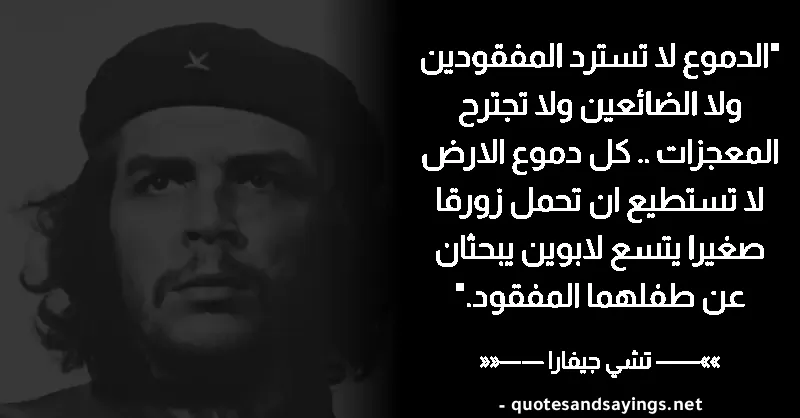 "الدموع لا تسترد المفقودين
ولا الضائعين ولا تجترح
المعجزات .. كل دموع الارض
لا تستطيع ان تحمل زورقا
صغيرا يتسع لابوين يبحثان
عن طفلهما المفقود."
»»—— تشي جيفارا ——««
- quotesandsayings.net